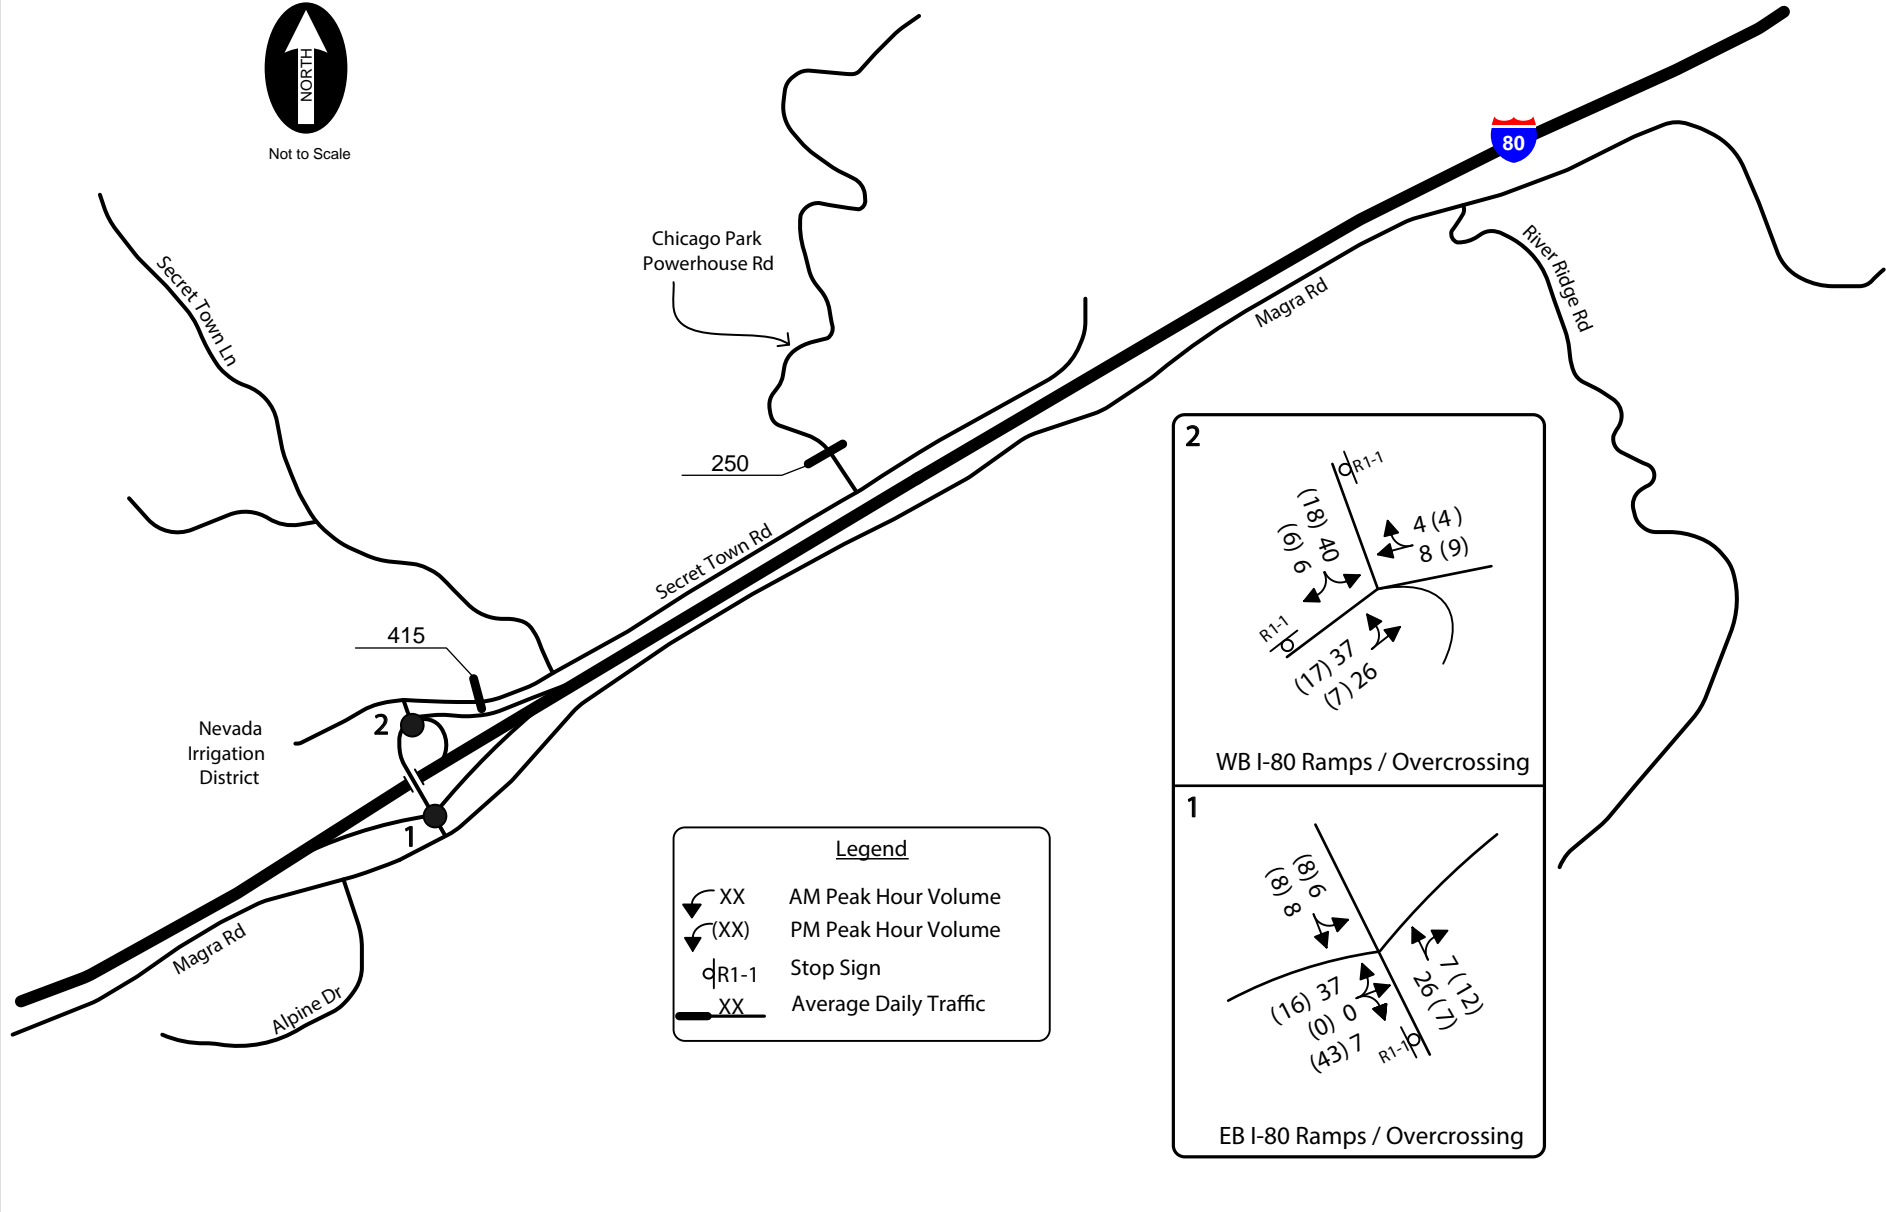 NORTH
Not to Scale
80
Chicago Park
Powerhouse Rd
Secret Town Ln
River Ridge Rd
Magra Rd
250
Secret Town Rd
415
2
Nevada
Irrigation
District
1
Magra Rd
Alpine Dr
Legend
XX AM Peak Hour Volume
(XX) PM Peak Hour Volume
R1-1 Stop Sign
XX Average Daily Traffic
2
R1-1
(18) 40
(6) 6
4 (4)
8 (9)
R1-1
(17) 37
(7) 26
WB I-80 Ramps / Overcrossing
1
(8) 6
(8) 8
7 (12)
26 (7)
(16) 37
(0) 0
(43) 7
R1-1
EB I-80 Ramps / Overcrossing